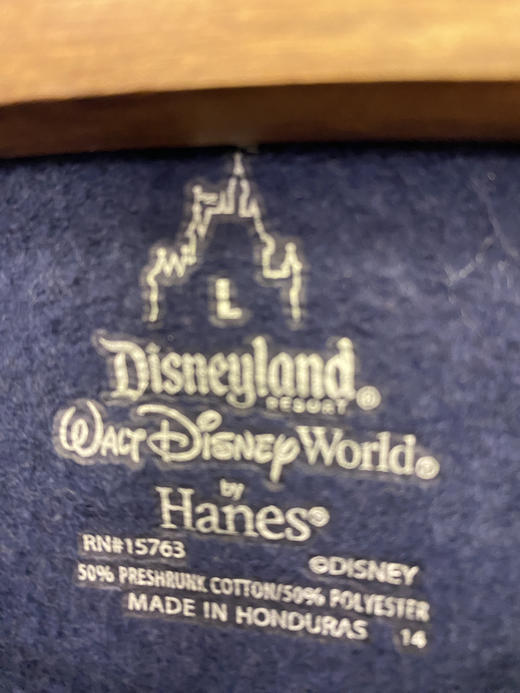 L
Disneyland®
RESORT
WALT DISNEY World®
by
Hanes®
RN#15763
©DISNEY
50% PRESHRUNK COTTON/50% POLYESTER
MADE IN HONDURAS 14